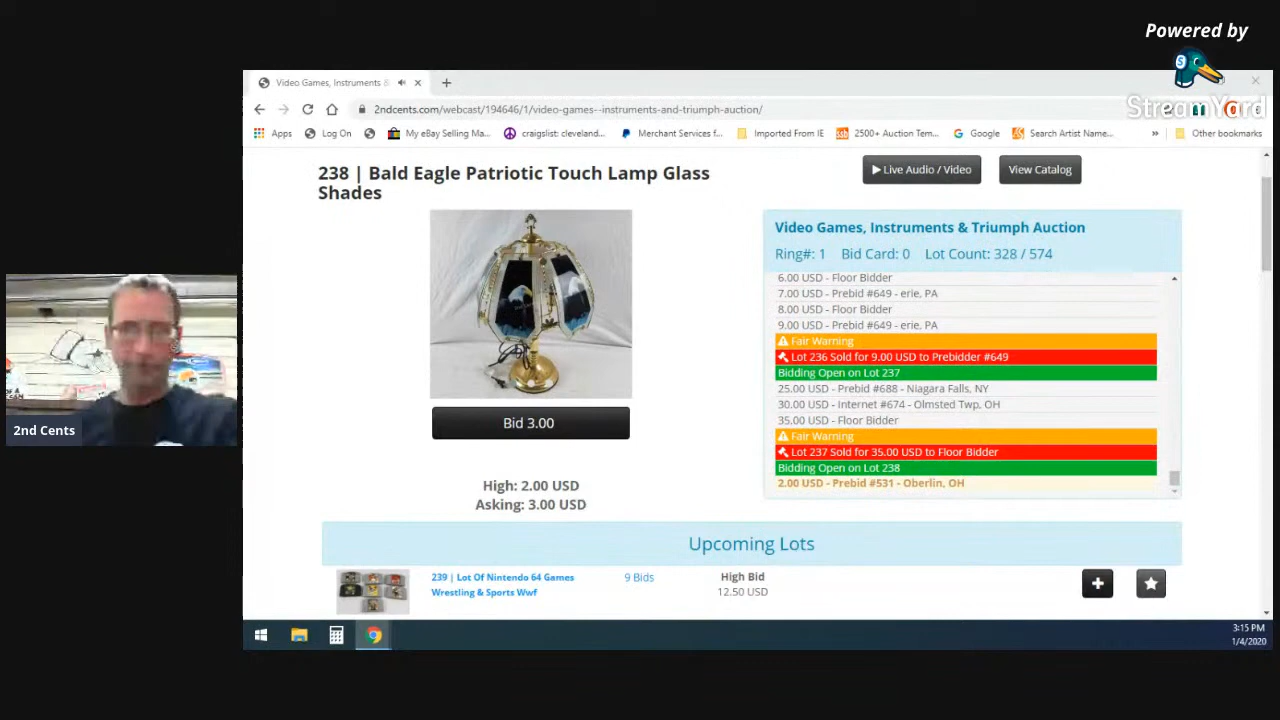 Powered by
StreamYard
Video Games, Instruments &
2ndcents.com/webcast/194646/1/video-games--instruments-and-triumph-auction/
Apps
Log On
My eBay Selling Ma...
craigslist: cleveland...
Merchant Services f...
Imported From IE
2500+ Auction Tem...
Google
Search Artist Name...
»
Other bookmarks
238 | Bald Eagle Patriotic Touch Lamp Glass
Shades
Live Audio / Video
View Catalog
Bid 3.00
High: 2.00 USD
Asking: 3.00 USD
Video Games, Instruments & Triumph Auction
Ring#: 1 Bid Card: 0 Lot Count: 328 / 574
6.00 USD - Floor Bidder
7.00 USD - Prebid #649 - erie, PA
8.00 USD - Floor Bidder
9.00 USD - Prebid #649 - erie, PA
Fair Warning
Lot 236 Sold for 9.00 USD to Prebidder #649
Bidding Open on Lot 237
25.00 USD - Prebid #688 - Niagara Falls, NY
30.00 USD - Internet #674 - Olmsted Twp, OH
35.00 USD - Floor Bidder
Fair Warning
Lot 237 Sold for 35.00 USD to Floor Bidder
Bidding Open on Lot 238
2.00 USD - Prebid #531 - Oberlin, OH
2nd Cents
Upcoming Lots
239 | Lot Of Nintendo 64 Games
Wrestling & Sports Wwf
9 Bids
High Bid
12.50 USD
3:15 PM
1/4/2020